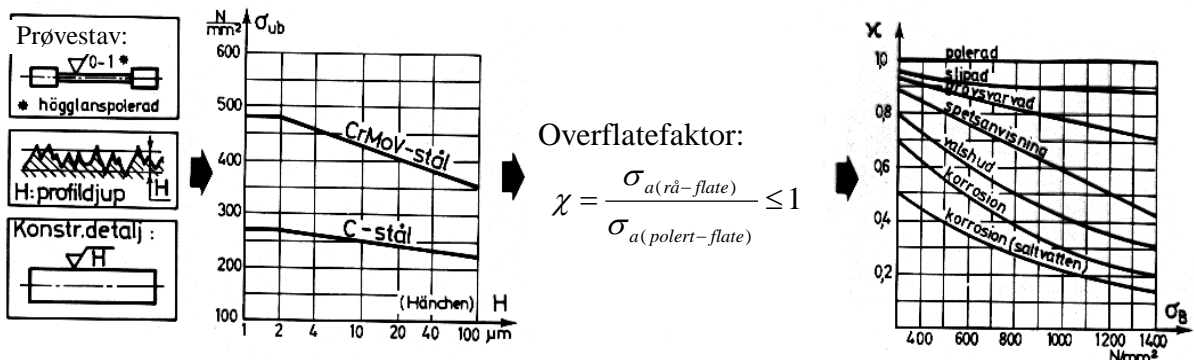 Prøvestav:
0-1 *
* högglanspolerad
H: profildjup
H
Konstr.detalj :
H
N
mm²
σub
600
500
400
300
200
100
CrMoV-stål
C-stål
(Hänchen)
H
1 2 4 10 20 40 100 µm
Overflatefaktor:
χ = σa(rå-flate) / σa(polert-flate) ≤ 1
ϰ
1,0
0,8
0,6
0,4
0,2
polerad
slipad
grovsvarvad
spetsanvisning
valshud
korrosion
korrosion (saltvatten)
σB
400 600 800 1000 1200 1400
N/mm²